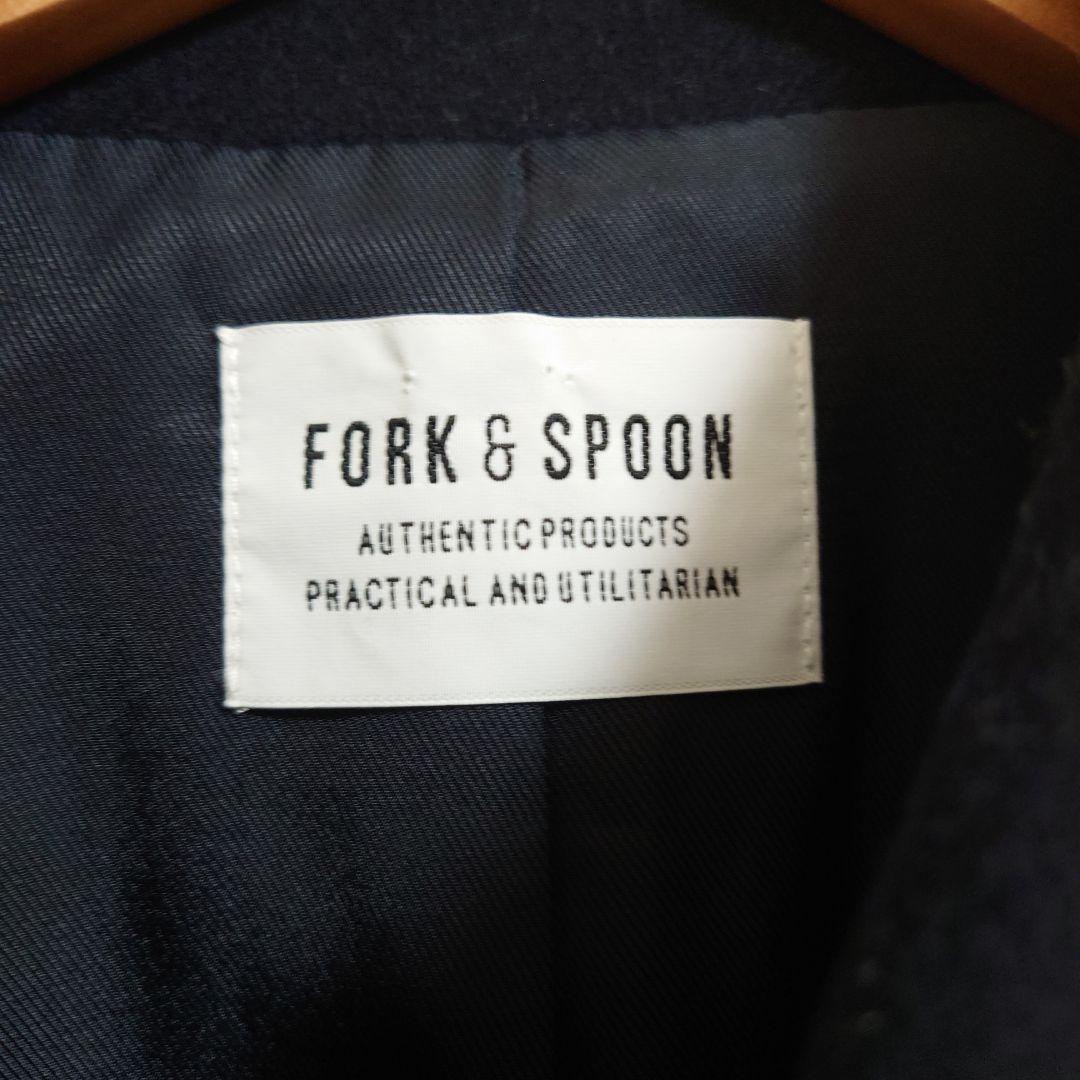 FORK & SPOON
AUTHENTIC PRODUCTS
PRACTICAL AND UTILITARIAN